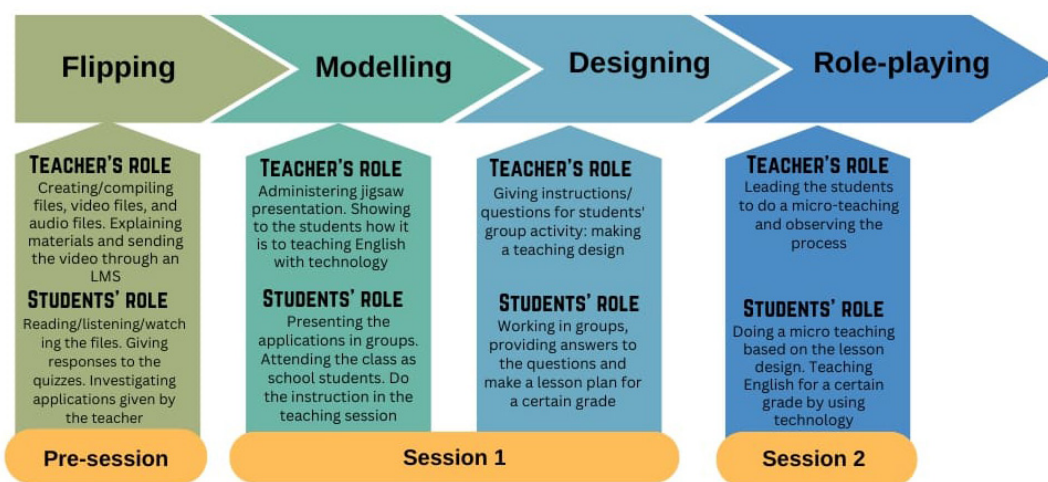 Flipping
Modelling
Designing
Role-playing
TEACHER'S ROLE
Creating/compiling
files, video files, and
audio files. Explaining
materials and sending
the video through an
LMS
STUDENTS' ROLE
Reading/listening/watch
ing the files. Giving
responses to the
quizzes. Investigating
applications given by
the teacher
Pre-session
TEACHER'S ROLE
Administering jigsaw
presentation. Showing
to the students how it
is to teaching English
with technology
STUDENTS' ROLE
Presenting the
applications in groups.
Attending the class as
school students. Do
the instruction in the
teaching session
TEACHER'S ROLE
Giving instructions/
questions for students'
group activity: making
a teaching design
STUDENTS' ROLE
Working in groups,
providing answers to
the questions and
make a lesson plan for
a certain grade
Session 1
TEACHER'S ROLE
Leading the students
to do a micro-teaching
and observing the
process
STUDENTS' ROLE
Doing a micro teaching
based on the lesson
design. Teaching
English for a certain
grade by using
technology
Session 2